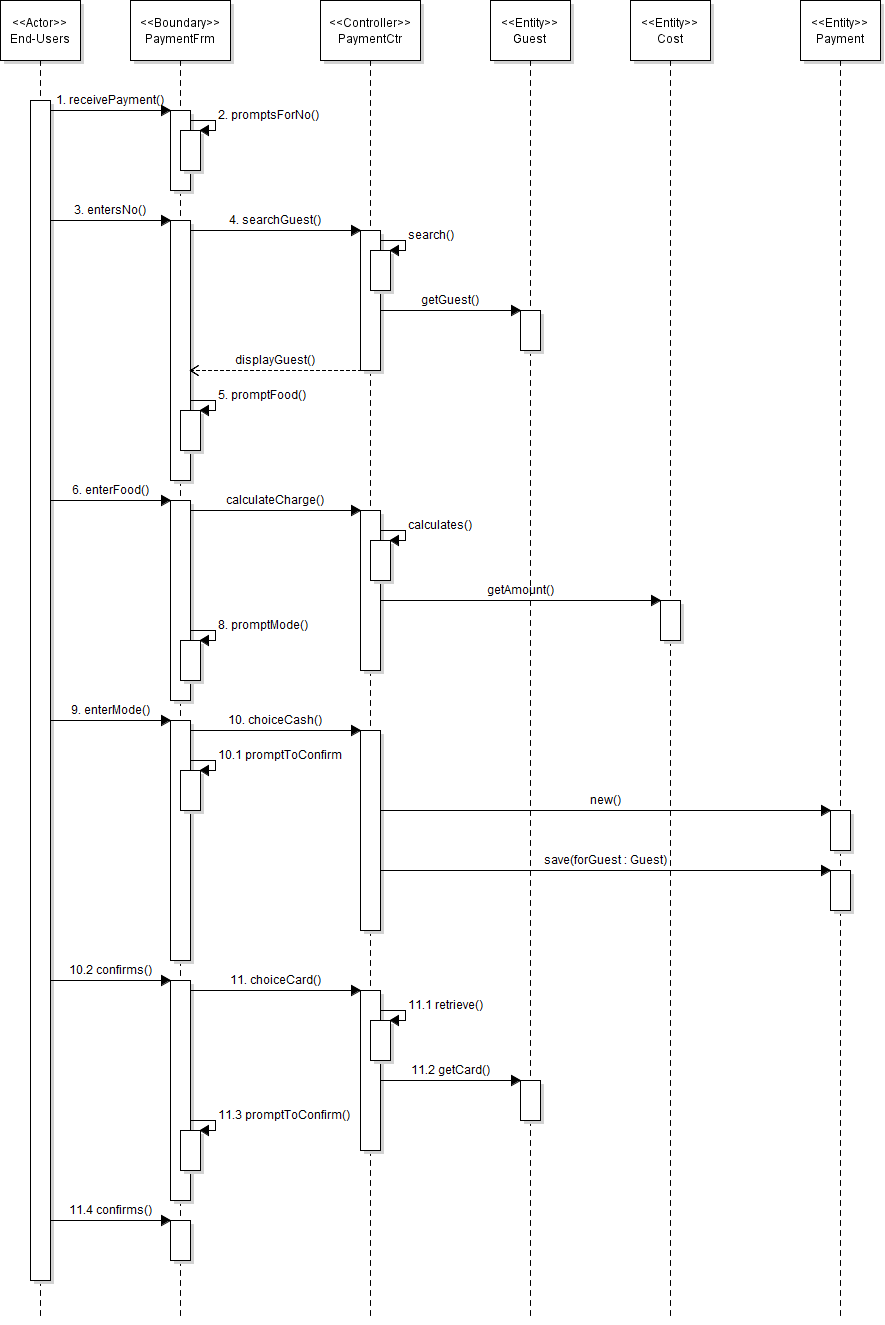 <<Actor>>
End-Users
<<Boundary>>
PaymentFrm
<<Controller>>
PaymentCtr
<<Entity>>
Guest
<<Entity>>
Cost
<<Entity>>
Payment
1. receivePayment()
2. promptsForNo()
3. entersNo()
4. searchGuest()
search()
getGuest()
displayGuest()
5. promptFood()
6. enterFood()
calculateCharge()
calculates()
getAmount()
8. promptMode()
9. enterMode()
10. choiceCash()
10.1 promptToConfirm
new()
save(forGuest : Guest)
10.2 confirms()
11. choiceCard()
11.1 retrieve()
11.2 getCard()
11.3 promptToConfirm()
11.4 confirms()